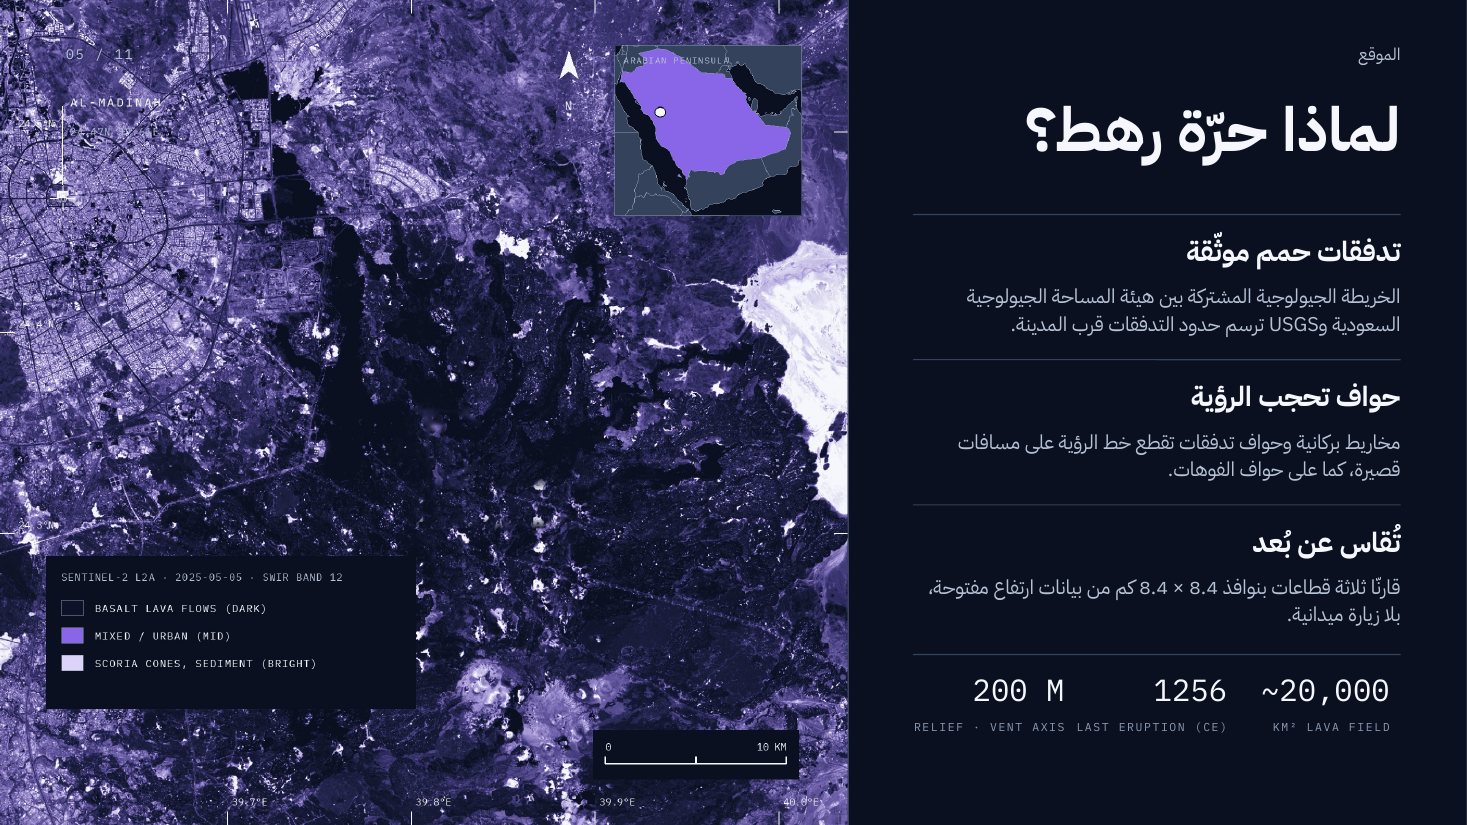 الموقع
لماذا حرّة رهط؟
تدفقات حمم موثّقة
الخريطة الجيولوجية المشتركة بين هيئة المساحة الجيولوجية
السعودية وUSGS ترسم حدود التدفقات قرب المدينة.
حواف تحجب الرؤية
مخاريط بركانية وحواف تدفقات تقطع خط الرؤية على مسافات
قصيرة، كما على حواف الفوهات.
تُقاس عن بُعد
قارنّا ثلاثة قطاعات بنوافذ 8.4 × 8.4 كم من بيانات ارتفاع مفتوحة،
بلا زيارة ميدانية.
~20,000
KM² LAVA FIELD
1256
LAST ERUPTION (CE)
200 M
RELIEF · VENT AXIS
05 / 11
AL-MADINAH
ARABIAN PENINSULA
N
SENTINEL-2 L2A · 2025-05-05 · SWIR BAND 12
BASALT LAVA FLOWS (DARK)
MIXED / URBAN (MID)
SCORIA CONES, SEDIMENT (BRIGHT)
0 10 KM
39.7°E 39.8°E 39.9°E 40.0°E